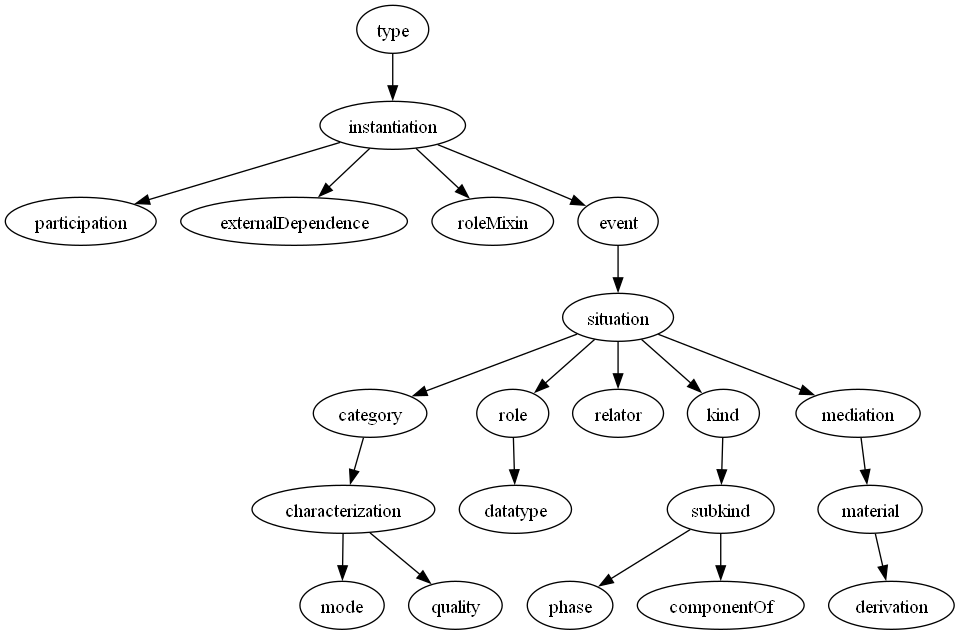 type
instantiation
participation
externalDependence
roleMixin
event
situation
category
role
relator
kind
mediation
characterization
datatype
subkind
material
mode
quality
phase
componentOf
derivation